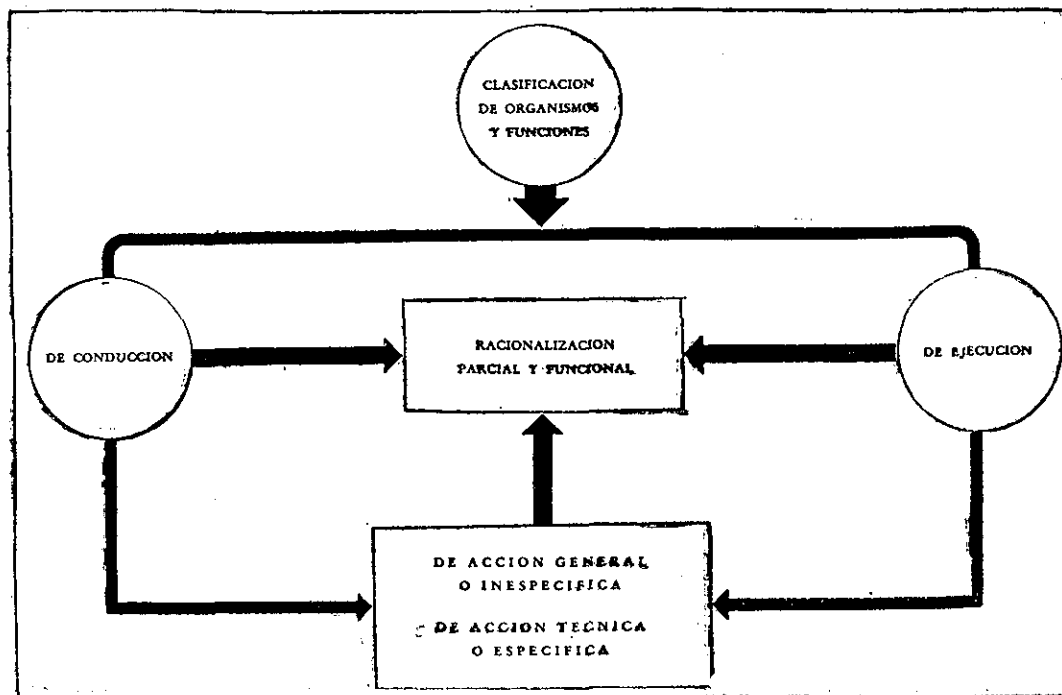 CLASIFICACION
DE ORGANISMOS
Y FUNCIONES
DE CONDUCCION
RACIONALIZACION
PARCIAL Y FUNCIONAL
DE EJECUCION
DE ACCION GENERAL
O INESPECIFICA
DE ACCION TECNICA
O ESPECIFICA